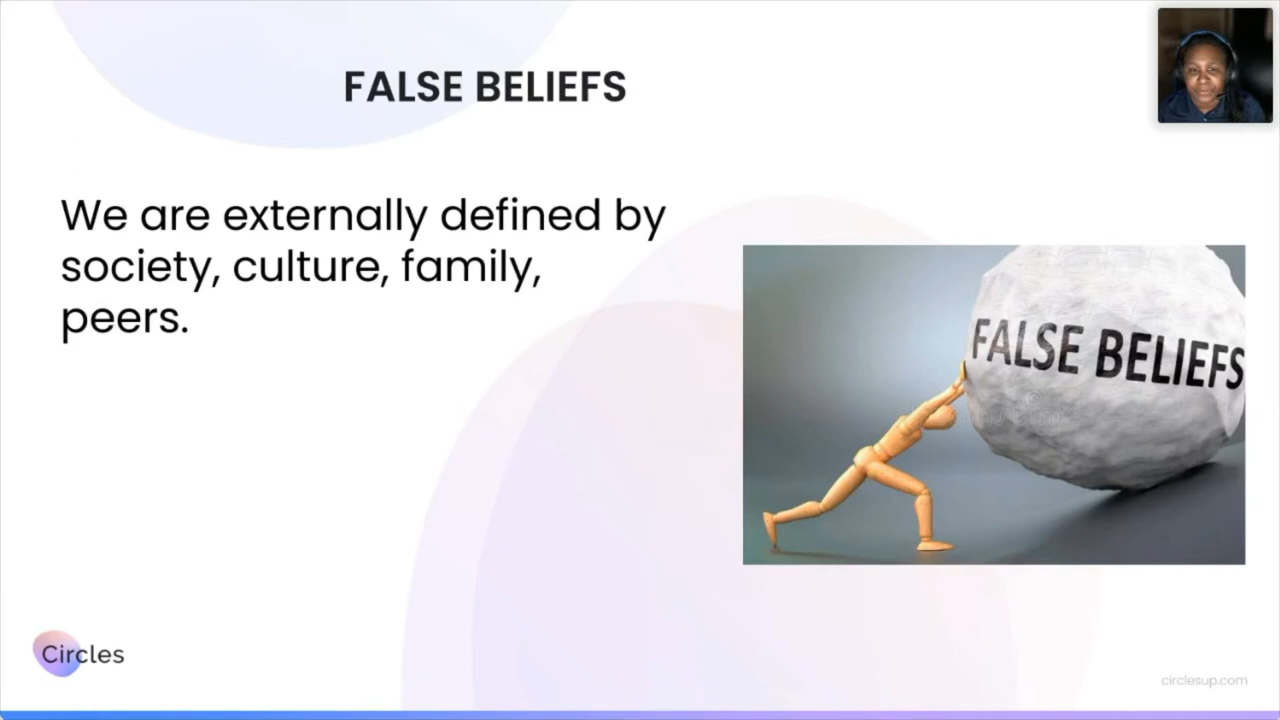 FALSE BELIEFS
We are externally defined by
society, culture, family,
peers.
FALSE BELIEFS
Circles
circlesup.com